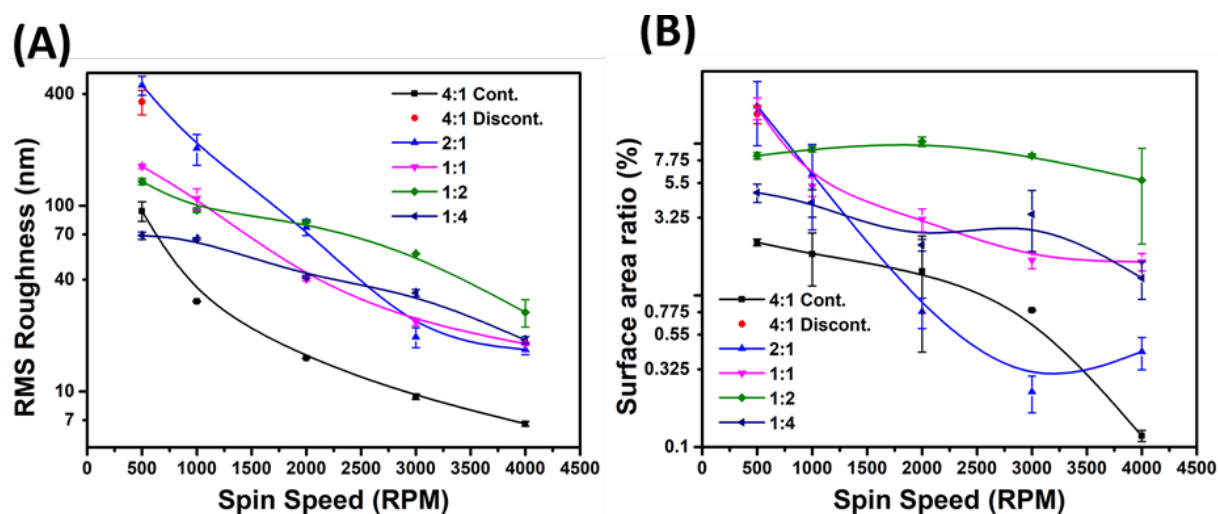 (A)
RMS Roughness (nm)
400
100
70
40
10
7
4:1 Cont.
4:1 Discont.
2:1
1:1
1:2
1:4
0 500 1000 1500 2000 2500 3000 3500 4000 4500
Spin Speed (RPM)
(B)
Surface area ratio (%)
7.75
5.5
3.25
0.775
0.55
0.325
0.1
4:1 Cont.
4:1 Discont.
2:1
1:1
1:2
1:4
0 500 1000 1500 2000 2500 3000 3500 4000 4500
Spin Speed (RPM)